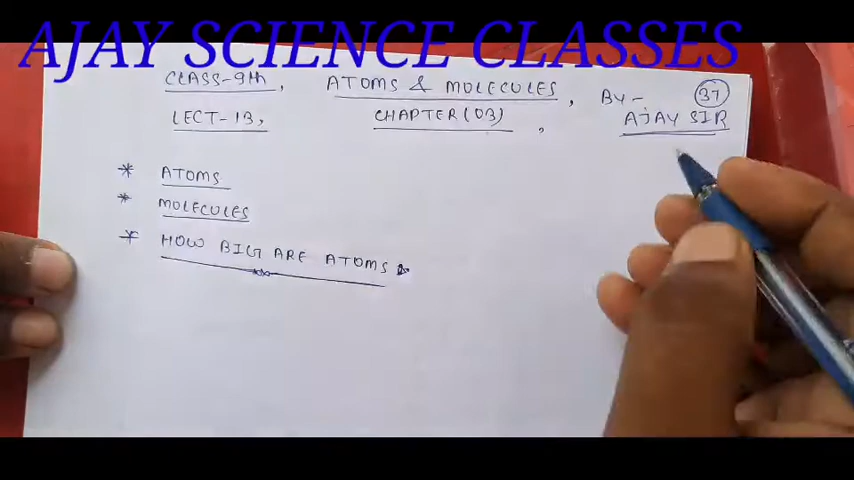 AJAY SCIENCE CLASSES
CLASS-9th, ATOMS & MOLECULES, BY- 37
LECT-13, CHAPTER (03), AJAY SIR
* ATOMS
* MOLECULES
* HOW BIG ARE ATOMS